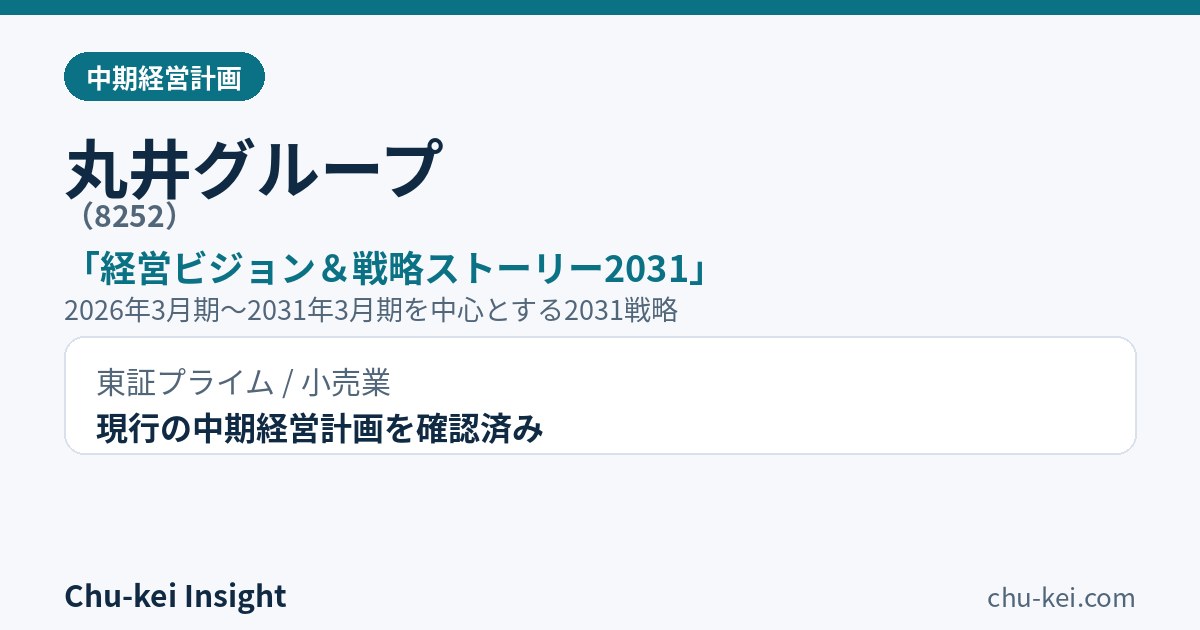 中期経営計画
丸井グループ
（8252）
「経営ビジョン＆戦略ストーリー2031」
2026年3月期～2031年3月期を中心とする2031戦略
東証プライム / 小売業
現行の中期経営計画を確認済み
Chu-kei Insight
chu-kei.com